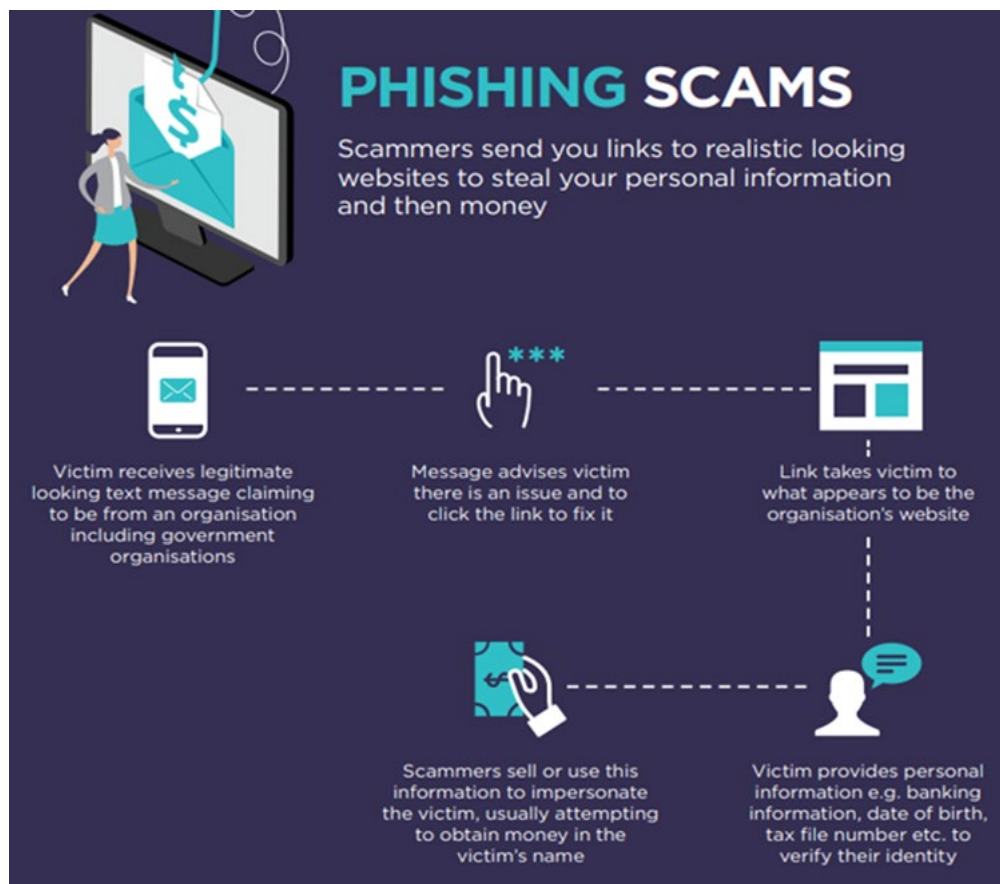 PHISHING SCAMS
Scammers send you links to realistic looking
websites to steal your personal information
and then money
Victim receives legitimate
looking text message claiming
to be from an organisation
including government
organisations
Message advises victim
there is an issue and to
click the link to fix it
Link takes victim to
what appears to be the
organisation's website
Victim provides personal
information e.g. banking
information, date of birth,
tax file number etc. to
verify their identity
Scammers sell or use this
information to impersonate
the victim, usually attempting
to obtain money in the
victim's name